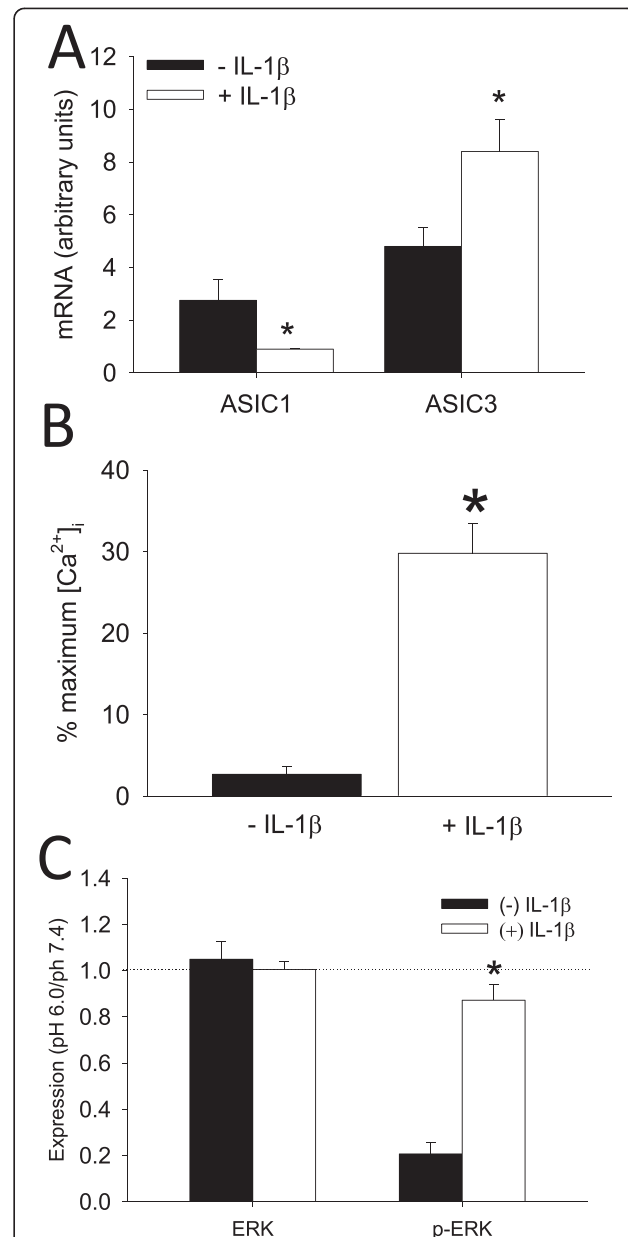 A
12
10
8
6
4
2
0
mRNA (arbitrary units)
- IL-1β
+ IL-1β
*
*
ASIC1 ASIC3
B
40
30
20
10
0
% maximum [Ca²⁺]ᵢ
*
- IL-1β + IL-1β
C
1.4
1.2
1.0
0.8
0.6
0.4
0.2
0.0
Expression (pH 6.0/ph 7.4)
(-) IL-1β
(+) IL-1β
*
ERK p-ERK